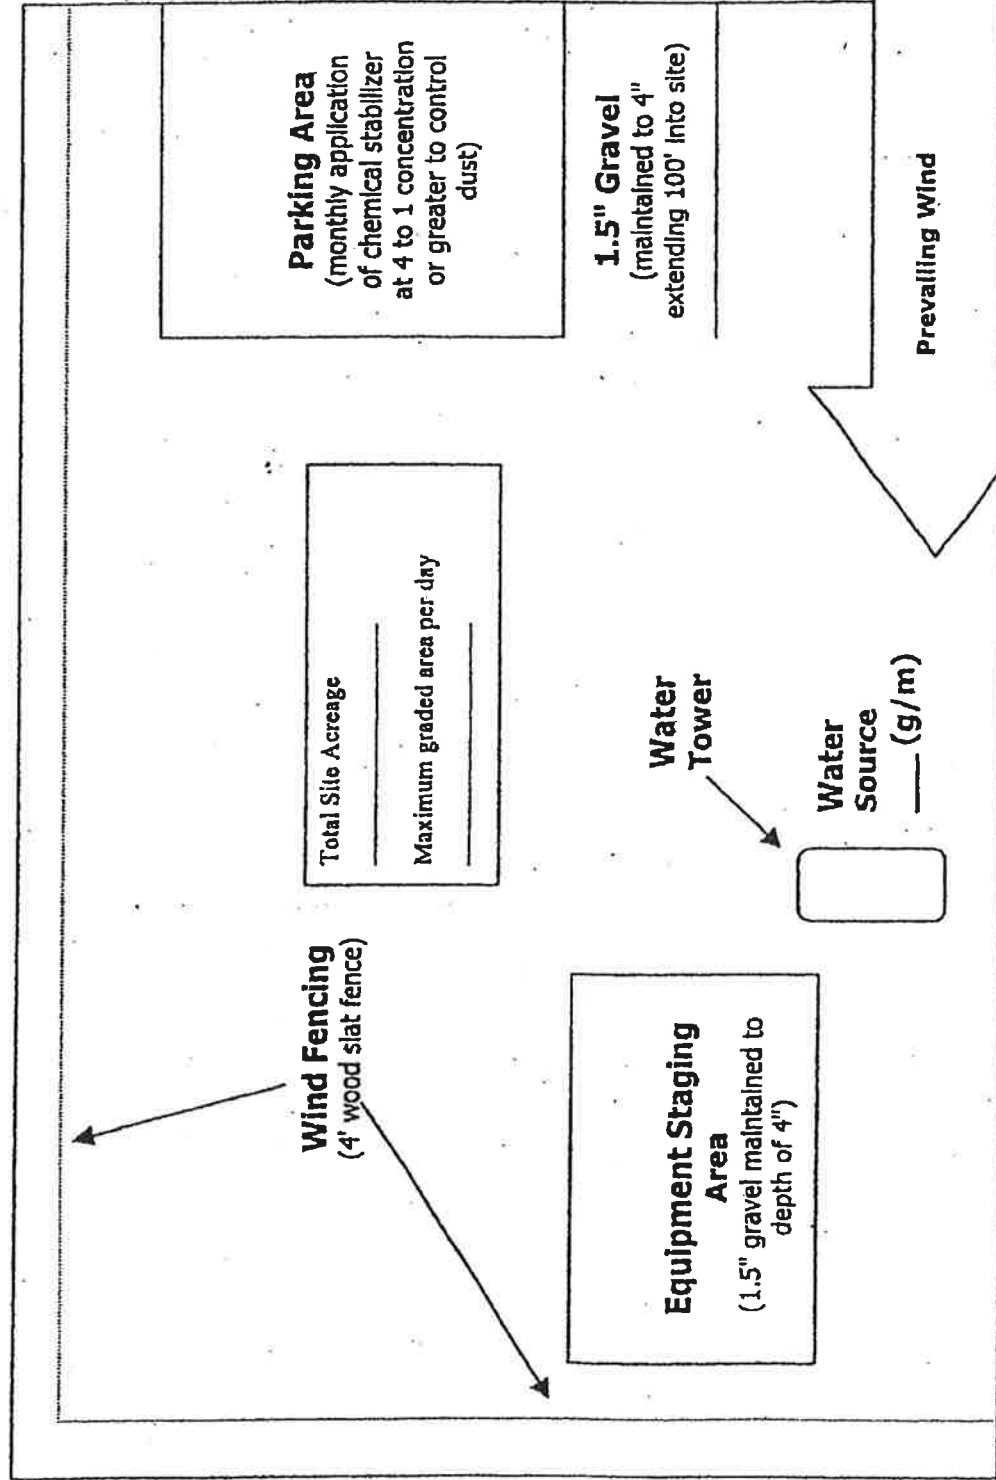 Wind Fencing
(4' wood slat fence)
Total Site Acreage
Maximum graded area per day
Parking Area
(monthly application
of chemical stabilizer
at 4 to 1 concentration
or greater to control
dust)
1.5" Gravel
(maintained to 4"
extending 100' into site)
Equipment Staging
Area
(1.5" gravel maintained to
depth of 4")
Water
Tower
Water
Source
___ (g/m)
Prevailing Wind